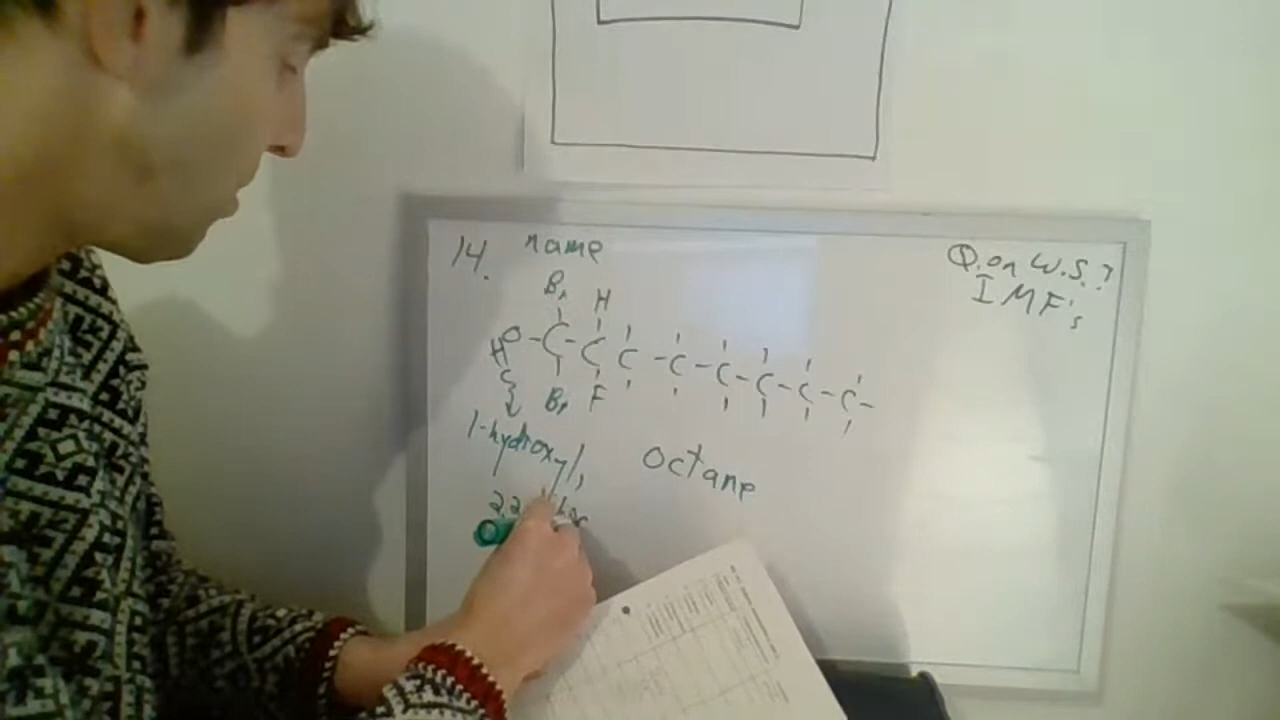 14. name
Br H
HO-C-C-C-C-C-C-C-C-
Br F
1-hydroxyl,
octane
Q. on W.S.?
IMF's